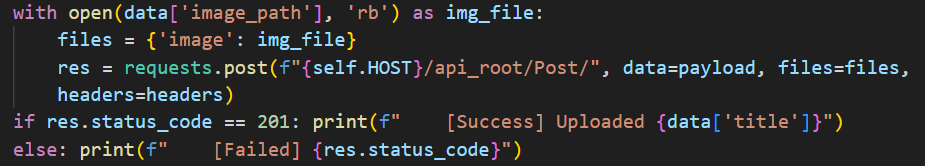 with open(data['image_path'], 'rb') as img_file:
    files = {'image': img_file}
    res = requests.post(f"{self.HOST}/api_root/Post/", data=payload, files=files,
    headers=headers)
if res.status_code == 201: print(f"    [Success] Uploaded {data['title']}")
else: print(f"    [Failed] {res.status_code}")